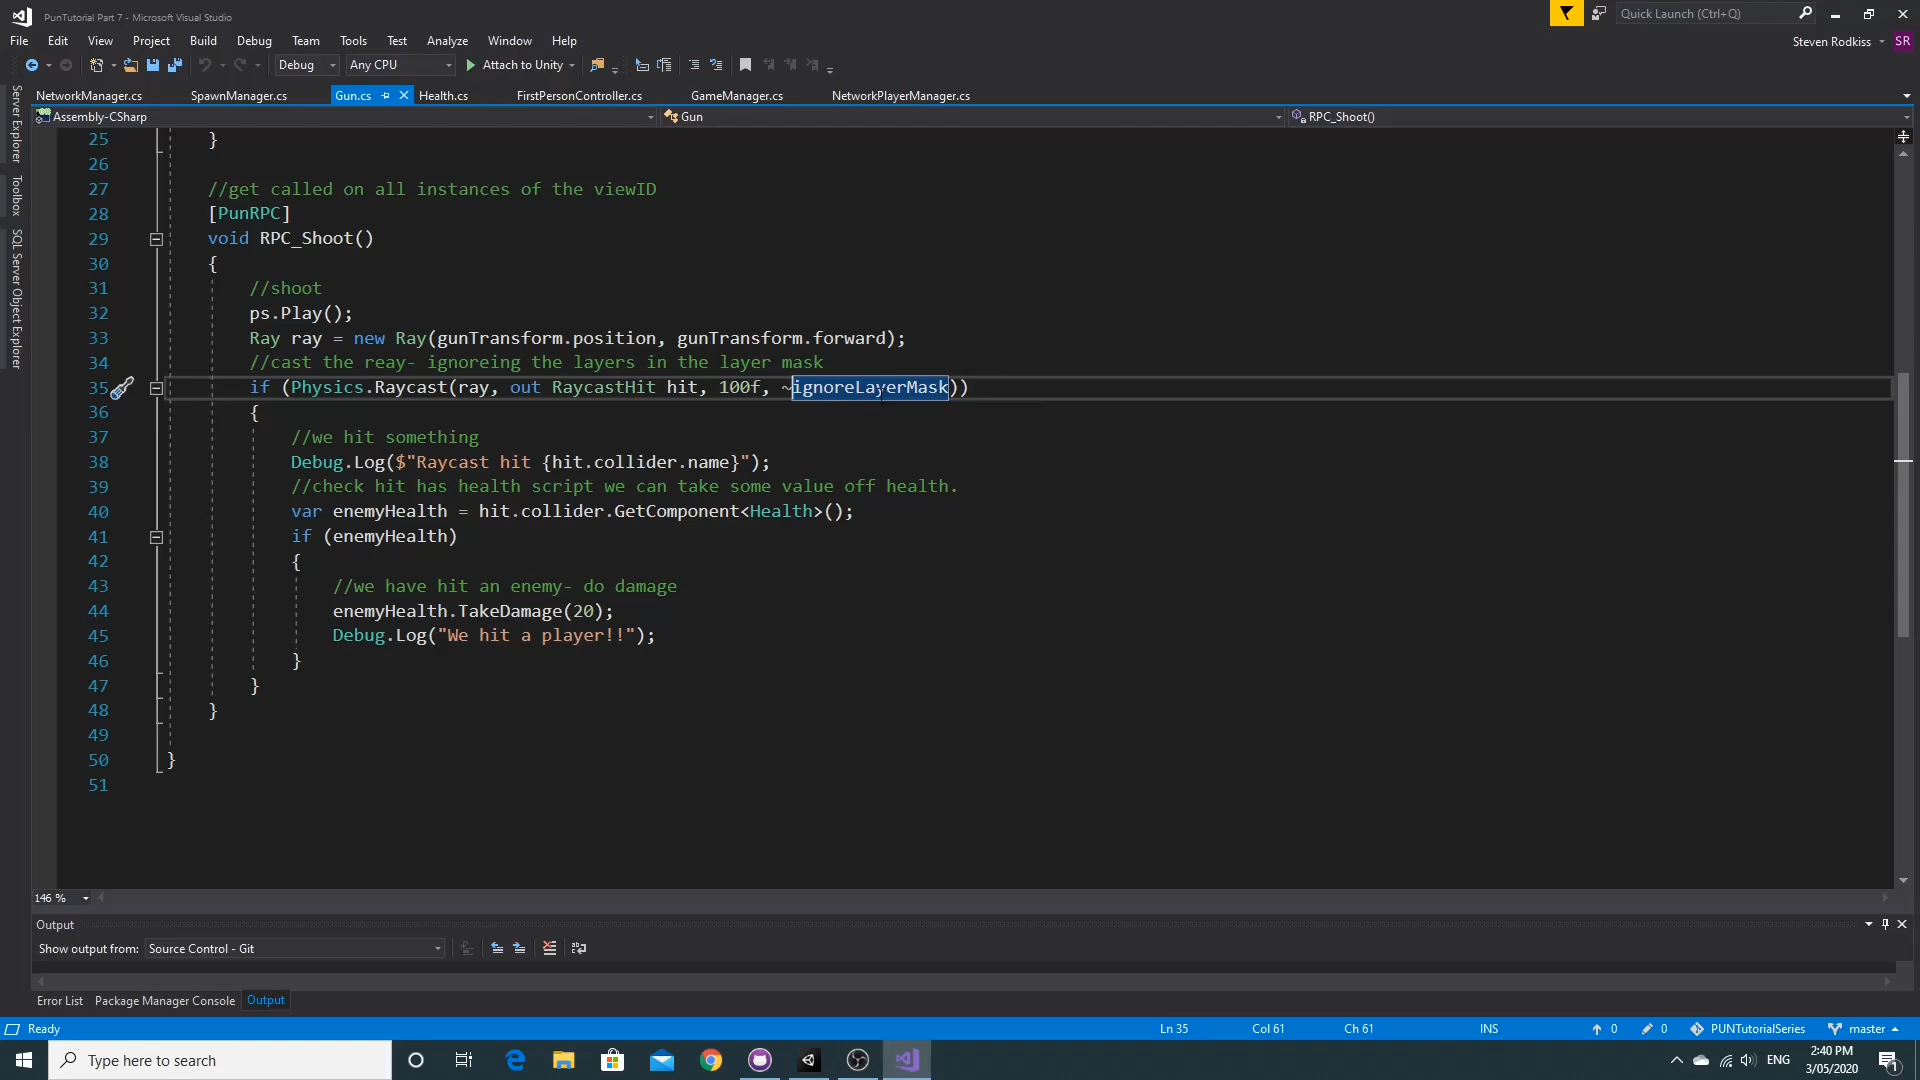 PunTutorial Part 7 - Microsoft Visual Studio
Quick Launch (Ctrl+Q)
File Edit View Project Build Debug Team Tools Test Analyze Window Help
Steven Rodkiss SR
Debug Any CPU Attach to Unity
NetworkManager.cs SpawnManager.cs Gun.cs Health.cs FirstPersonController.cs GameManager.cs NetworkPlayerManager.cs
Assembly-CSharp Gun RPC_Shoot()
Server Explorer
Toolbox
SQL Server Object Explorer
25 }
26
27 //get called on all instances of the viewID
28 [PunRPC]
29 void RPC_Shoot()
30 {
31 //shoot
32 ps.Play();
33 Ray ray = new Ray(gunTransform.position, gunTransform.forward);
34 //cast the reay- ignoreing the layers in the layer mask
35 if (Physics.Raycast(ray, out RaycastHit hit, 100f, ~ignoreLayerMask))
36 {
37 //we hit something
38 Debug.Log($"Raycast hit {hit.collider.name}");
39 //check hit has health script we can take some value off health.
40 var enemyHealth = hit.collider.GetComponent<Health>();
41 if (enemyHealth)
42 {
43 //we have hit an enemy- do damage
44 enemyHealth.TakeDamage(20);
45 Debug.Log("We hit a player!!");
46 }
47 }
48 }
49
50 }
51
146 %
Output
Show output from: Source Control - Git
Error List Package Manager Console Output
Ready Ln 35 Col 61 Ch 61 INS 0 0 PUNTutorialSeries master
Type here to search
ENG 2:40 PM
3/05/2020 1